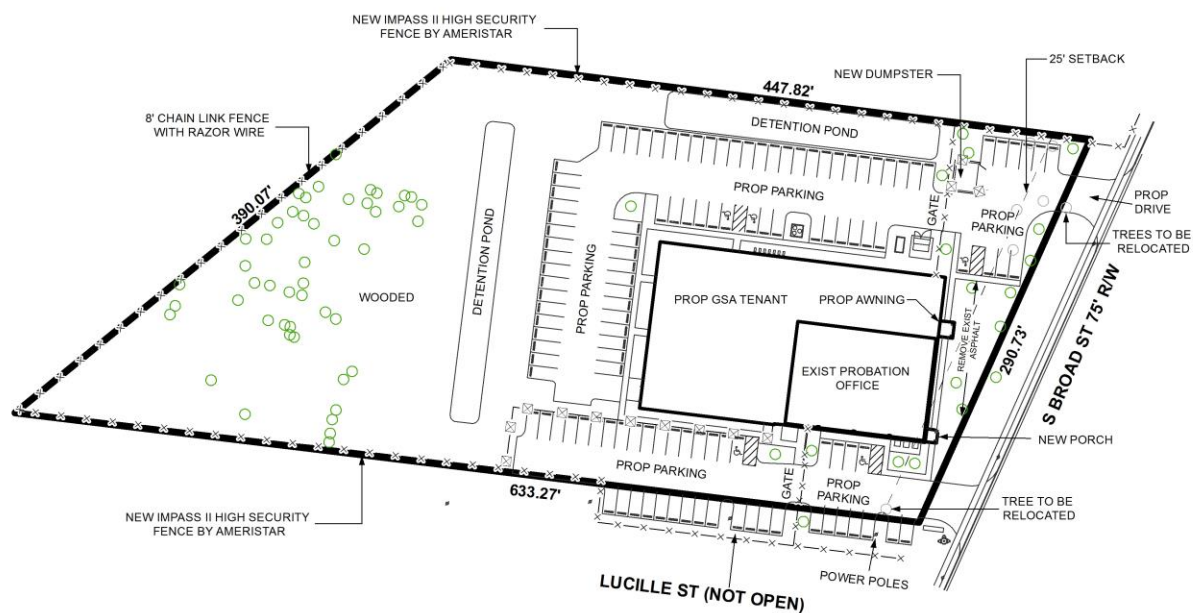 NEW IMPASS II HIGH SECURITY
FENCE BY AMERISTAR
25' SETBACK
447.82'
NEW DUMPSTER
8' CHAIN LINK FENCE
WITH RAZOR WIRE
DETENTION POND
390.07'
PROP PARKING
GATE
PROP
PARKING
PROP
DRIVE
TREES TO BE
RELOCATED
DETENTION POND
WOODED
PROP PARKING
PROP GSA TENANT
PROP AWNING
REMOVE EXIST
ASPHALT
290.73'
S BROAD ST 75' R/W
EXIST PROBATION
OFFICE
NEW PORCH
PROP PARKING
GATE
PROP
PARKING
633.27'
NEW IMPASS II HIGH SECURITY
FENCE BY AMERISTAR
TREE TO BE
RELOCATED
POWER POLES
LUCILLE ST (NOT OPEN)